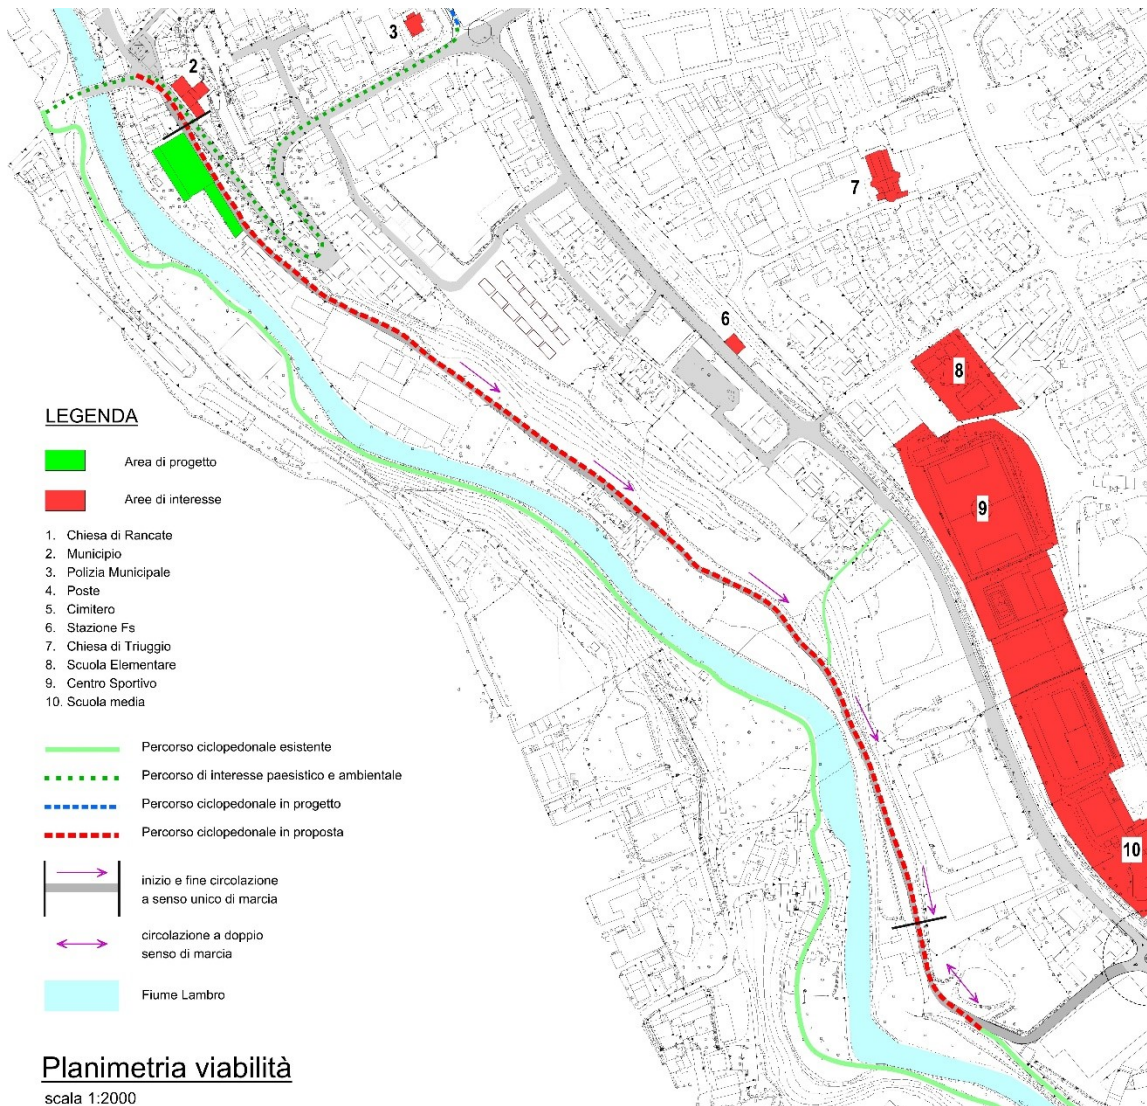 3
2
7
6
8
9
10
LEGENDA
Area di progetto
Aree di interesse
1. Chiesa di Rancate
2. Municipio
3. Polizia Municipale
4. Poste
5. Cimitero
6. Stazione Fs
7. Chiesa di Triuggio
8. Scuola Elementare
9. Centro Sportivo
10. Scuola media
Percorso ciclopedonale esistente
Percorso di interesse paesistico e ambientale
Percorso ciclopedonale in progetto
Percorso ciclopedonale in proposta
inizio e fine circolazione
a senso unico di marcia
circolazione a doppio
senso di marcia
Fiume Lambro
Planimetria viabilità
scala 1:2000